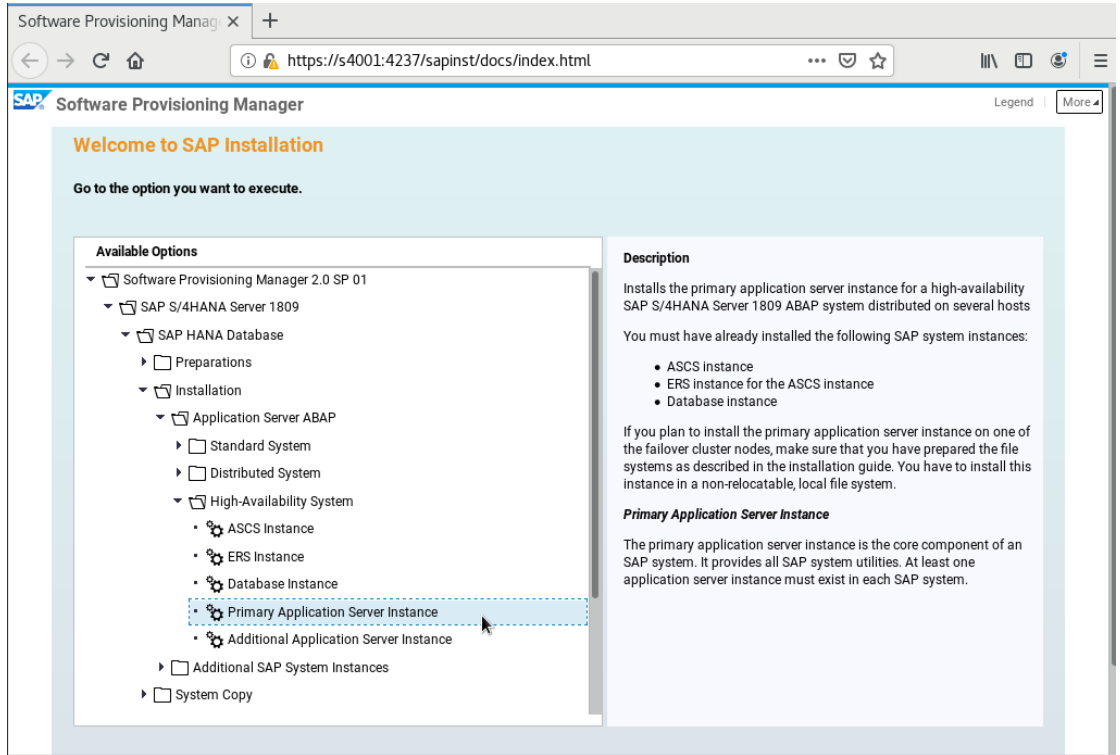 Software Provisioning Manag
https://s4001:4237/sapinst/docs/index.html
SAP Software Provisioning Manager
Legend
More
Welcome to SAP Installation
Go to the option you want to execute.
Available Options
Software Provisioning Manager 2.0 SP 01
SAP S/4HANA Server 1809
SAP HANA Database
Preparations
Installation
Application Server ABAP
Standard System
Distributed System
High-Availability System
ASCS Instance
ERS Instance
Database Instance
Primary Application Server Instance
Additional Application Server Instance
Additional SAP System Instances
System Copy
Description
Installs the primary application server instance for a high-availability
SAP S/4HANA Server 1809 ABAP system distributed on several hosts
You must have already installed the following SAP system instances:
• ASCS instance
• ERS instance for the ASCS instance
• Database instance
If you plan to install the primary application server instance on one of
the failover cluster nodes, make sure that you have prepared the file
systems as described in the installation guide. You have to install this
instance in a non-relocatable, local file system.
Primary Application Server Instance
The primary application server instance is the core component of an
SAP system. It provides all SAP system utilities. At least one
application server instance must exist in each SAP system.